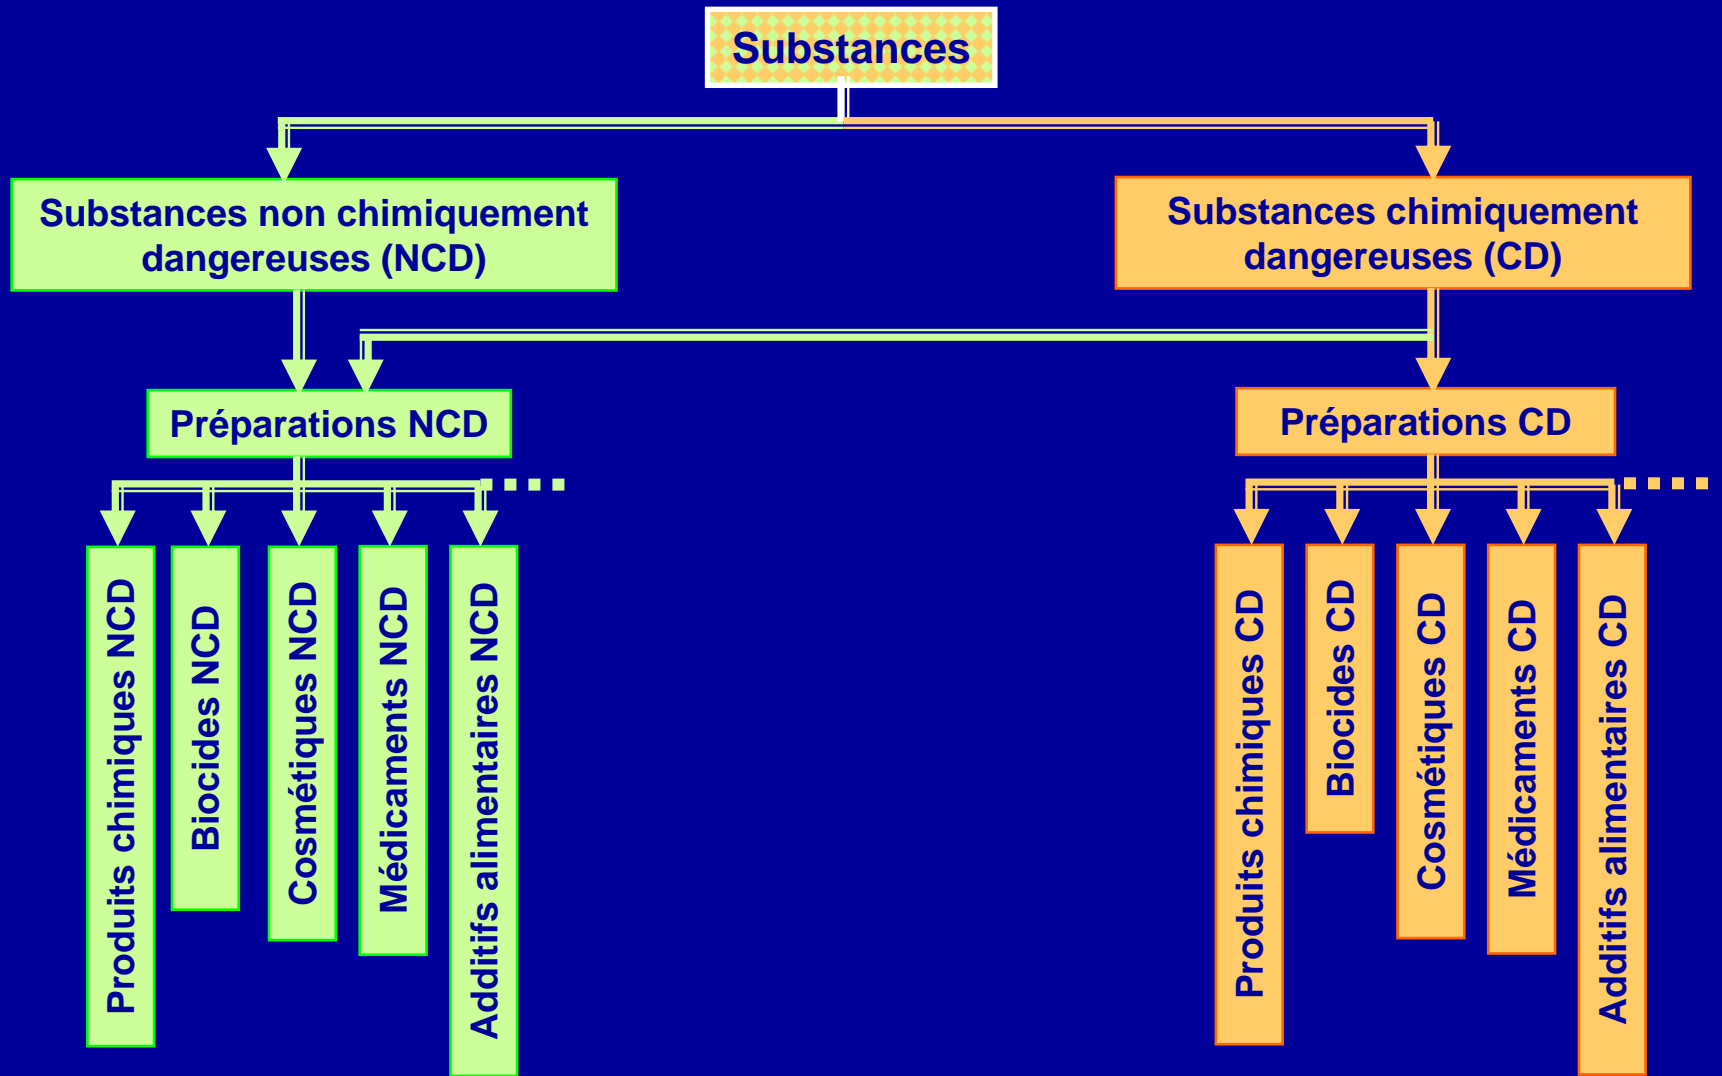 Substances
Substances non chimiquement
dangereuses (NCD)
Substances chimiquement
dangereuses (CD)
Préparations NCD
Préparations CD
Produits chimiques NCD
Biocides NCD
Cosmétiques NCD
Médicaments NCD
Additifs alimentaires NCD
Produits chimiques CD
Biocides CD
Cosmétiques CD
Médicaments CD
Additifs alimentaires CD